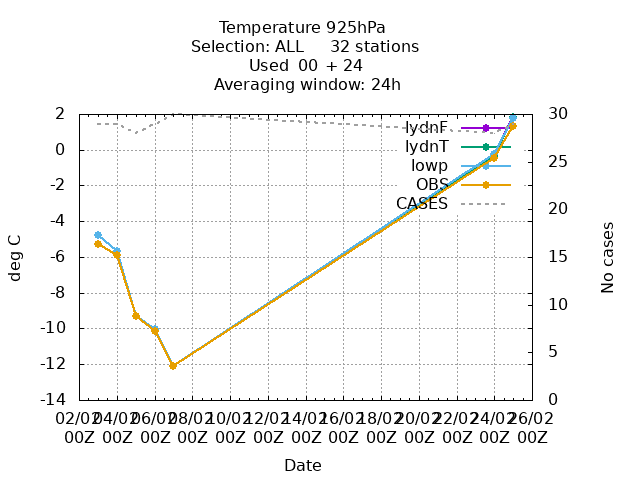 Temperature 925hPa
Selection: ALL 32 stations
Used 00 + 24
Averaging window: 24h
2
0
-2
-4
-6
-8
-10
-12
-14
30
25
20
15
10
5
0
deg C
No cases
lydnF
lydnT
lowp
OBS
CASES
02/02 04/02 06/02 08/02 10/02 12/02 14/02 16/02 18/02 20/02 22/02 24/02 26/02
00Z 00Z 00Z 00Z 00Z 00Z 00Z 00Z 00Z 00Z 00Z 00Z 00Z
Date